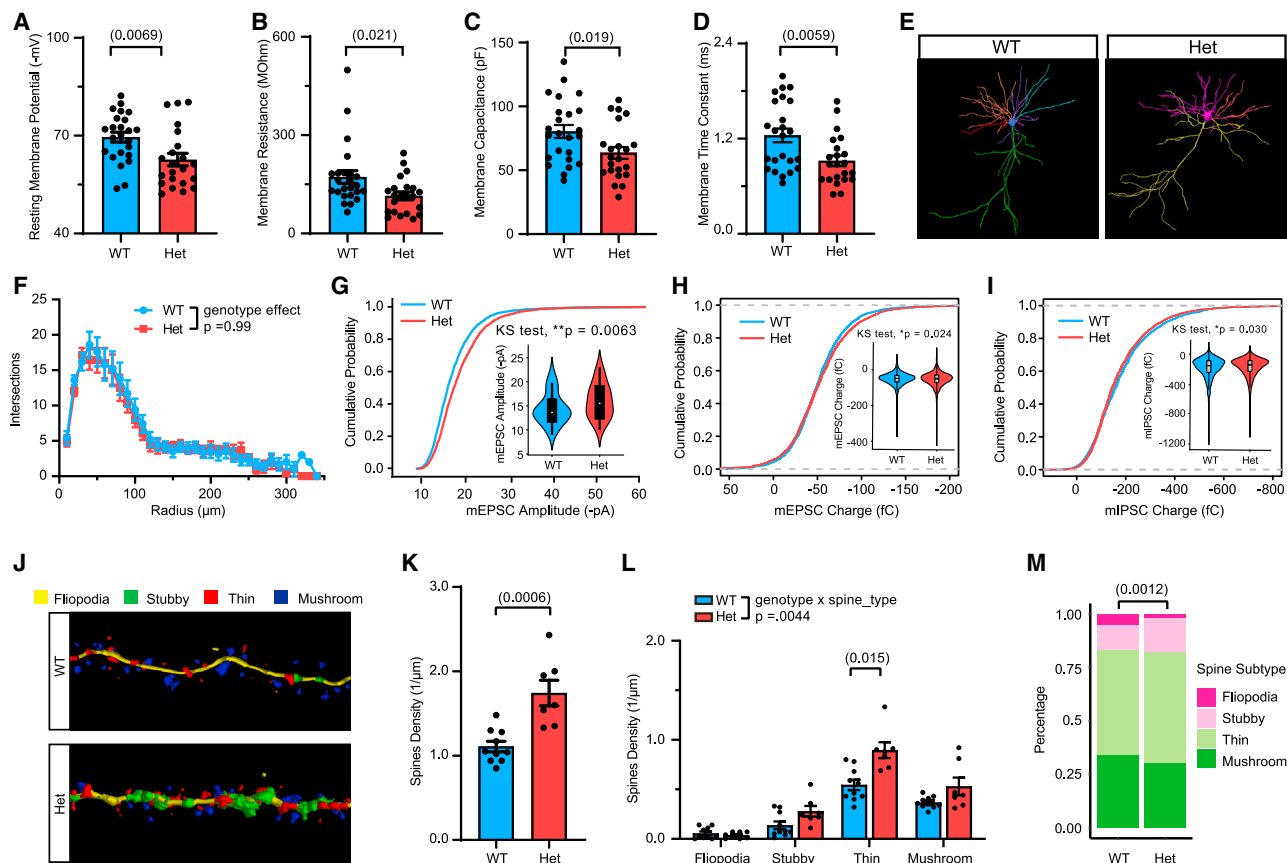 A
(0.0069)
Resting Membrane Potential (-mV)
100
70
40
WT
Het
B
(0.021)
Membrane Resistance (MOhm)
600
300
0
WT
Het
C
(0.019)
Membrane Capacitance (pF)
150
100
50
0
WT
Het
D
(0.0059)
Membrane Time Constant (ms)
2.4
1.2
0.0
WT
Het
E
WT
Het
F
WT
Het
genotype effect
p =0.99
Intersections
25
20
15
10
5
0
0
100
200
300
Radius (µm)
G
WT
Het
KS test, **p = 0.0063
Cumulative Probability
1.0
0.8
0.6
0.4
0.2
0.0
10
20
30
40
50
60
mEPSC Amplitude (-pA)
mEPSC Amplitude (-pA)
25
20
15
10
5
WT
Het
H
WT
Het
KS test, *p = 0.024
Cumulative Probability
1.0
0.8
0.6
0.4
0.2
0.0
50
0
-50
-100
-150
-200
mEPSC Charge (fC)
mEPSC Charge (fC)
0
-200
-400
WT
Het
I
WT
Het
KS test, *p = 0.030
Cumulative Probability
1.0
0.8
0.6
0.4
0.2
0.0
0
-200
-400
-600
-800
mIPSC Charge (fC)
mIPSC Charge (fC)
0
-400
-800
-1200
WT
Het
J
Fliopodia
Stubby
Thin
Mushroom
WT
Het
K
(0.0006)
Spines Density (1/µm)
3.0
2.0
1.0
0.0
WT
Het
L
WT
Het
genotype x spine_type
p =.0044
(0.015)
Spines Density (1/µm)
2.0
1.0
0.0
Fliopodia
Stubby
Thin
Mushroom
M
(0.0012)
Percentage
1.00
0.75
0.5
0.25
0.00
WT
Het
Spine Subtype
Fliopodia
Stubby
Thin
Mushroom